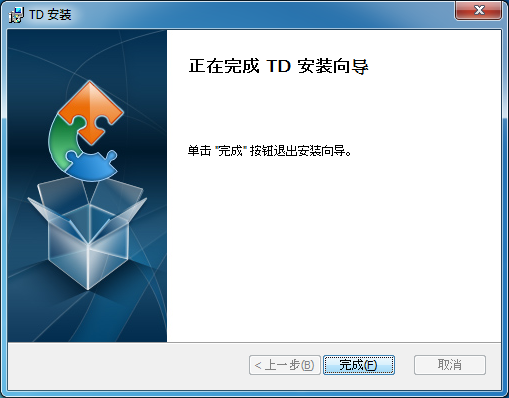 TD 安装
正在完成 TD 安装向导
单击 "完成" 按钮退出安装向导。
< 上一步(B)
完成(F)
取消